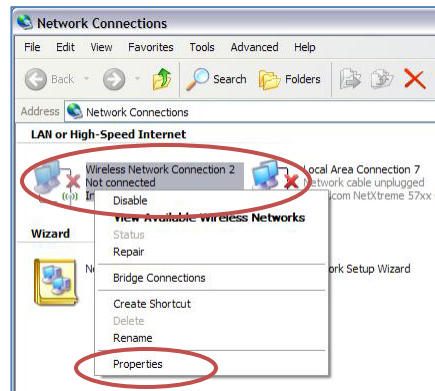 Network Connections
File Edit View Favorites Tools Advanced Help
Back Search Folders
Address Network Connections
LAN or High-Speed Internet
Wireless Network Connection 2
Not connected
Local Area Connection 7
Network cable unplugged
com NetXtreme 57xx
Disable
View Available Wireless Networks
Status
Repair
Bridge Connections
Create Shortcut
Delete
Rename
Properties
Wizard
rk Setup Wizard